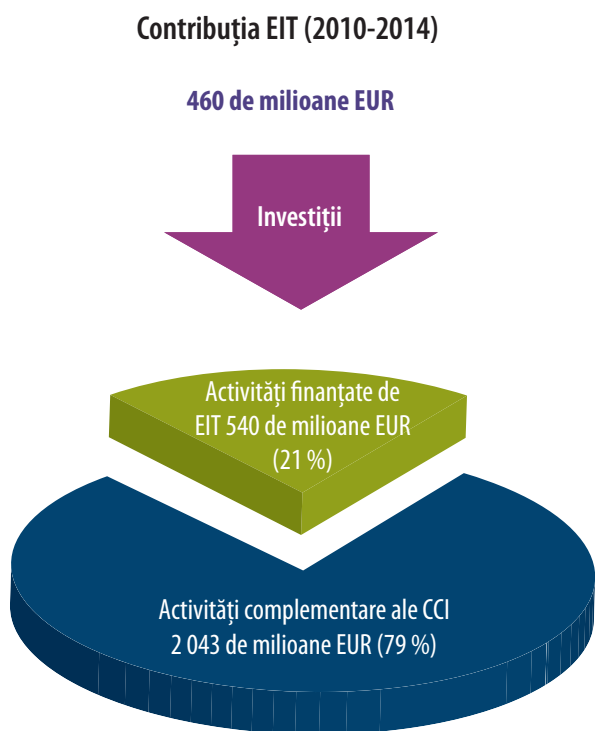 Contribuția EIT (2010-2014)
460 de milioane EUR
Investiții
Activități finanțate de
EIT 540 de milioane EUR
(21 %)
Activități complementare ale CCI
2 043 de milioane EUR (79 %)